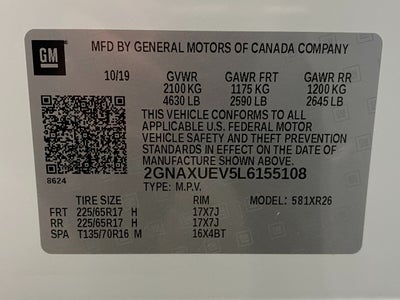 GM
MFD BY GENERAL MOTORS OF CANADA COMPANY
10/19 GVWR GAWR FRT GAWR RR
2100 KG 1175 KG 1200 KG
4630 LB 2590 LB 2645 LB
THIS VEHICLE CONFORMS TO ALL
APPLICABLE U.S. FEDERAL MOTOR
VEHICLE SAFETY AND THEFT PREVENTION
STANDARDS IN EFFECT ON THE DATE OF
MANUFACTURE SHOWN ABOVE.
2GNAXUEV5L6155108
8624 TYPE: M.P.V.
TIRE SIZE RIM MODEL: 581XR26
FRT 225/65R17 H 17X7J
RR 225/65R17 H 17X7J
SPA T135/70R16 M 16X4BT